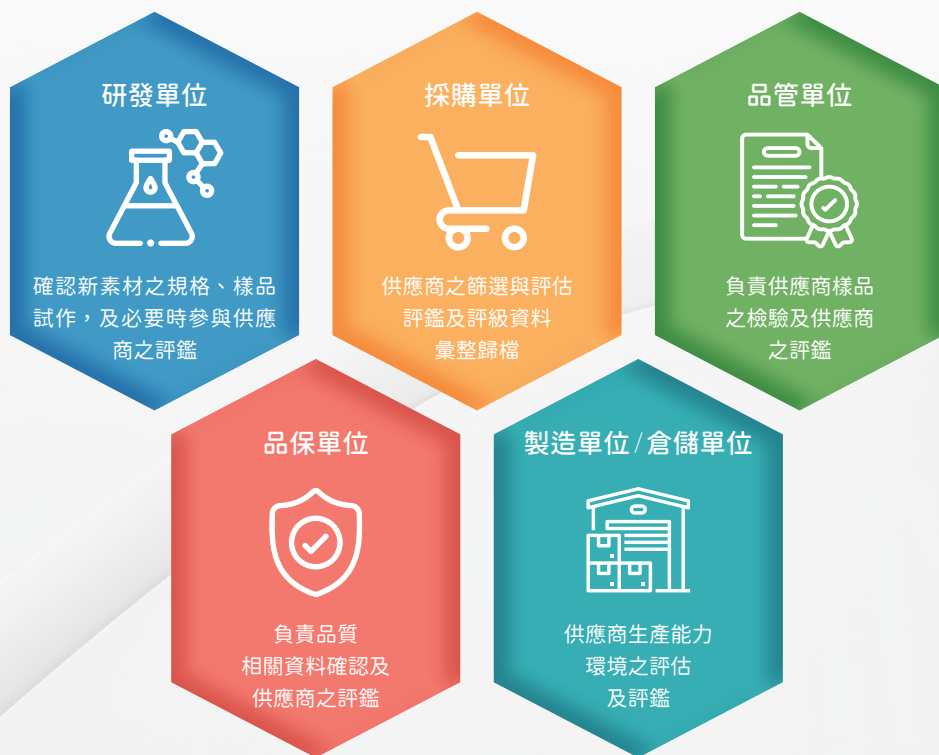 研發單位
確認新素材之規格、樣品
試作，及必要時參與供應
商之評鑑
採購單位
供應商之篩選與評估
評鑑及評級資料
彙整歸檔
品管單位
負責供應商樣品
之檢驗及供應商
之評鑑
品保單位
負責品質
相關資料確認及
供應商之評鑑
製造單位/倉儲單位
供應商生產能力
環境之評估
及評鑑